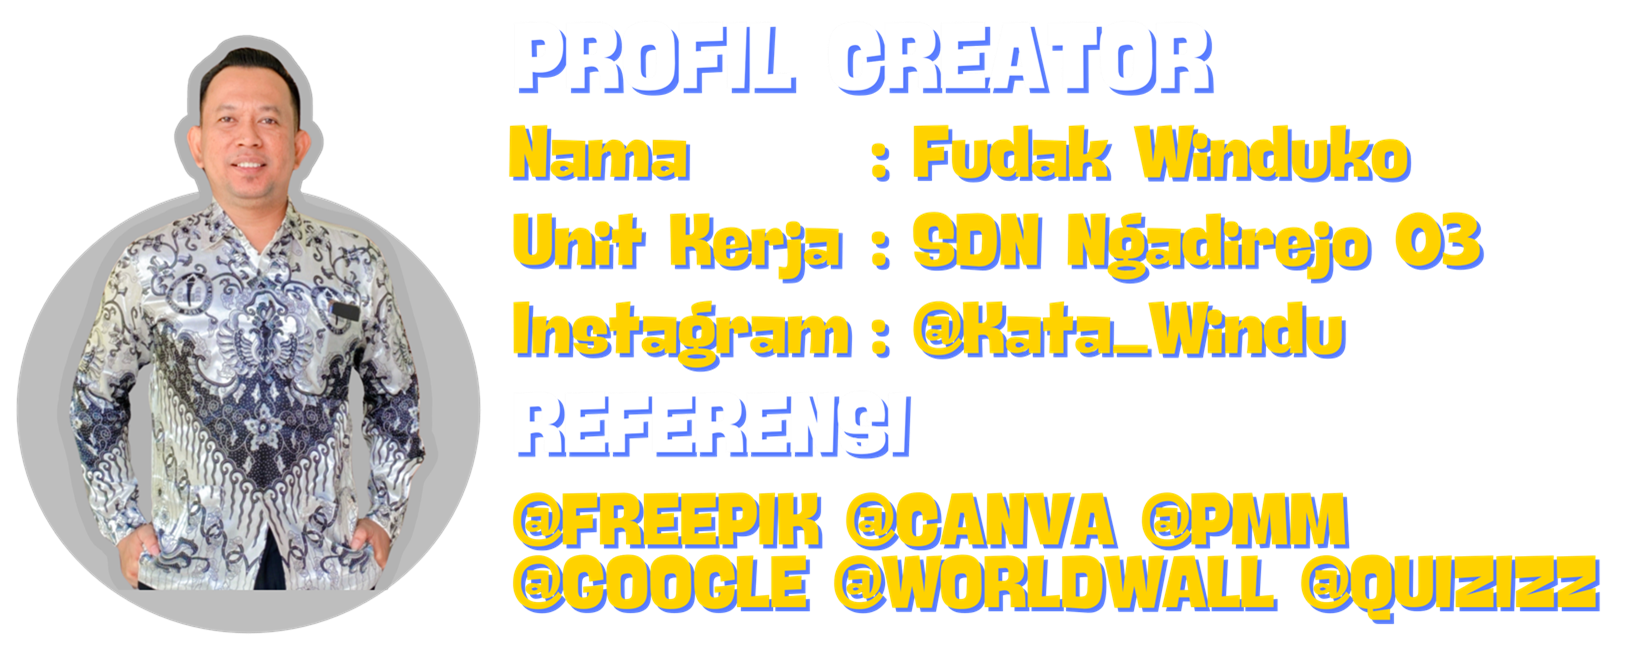 PROFIL CREATOR
Nama : Fudak Winduko
Unit Kerja : SDN Ngadirejo 03
Instagram : @Kata_Windu
REFERENSI
@FREEPIK @CANVA @PMM
@GOOGLE @WORLDWALL @QUIZIZZ